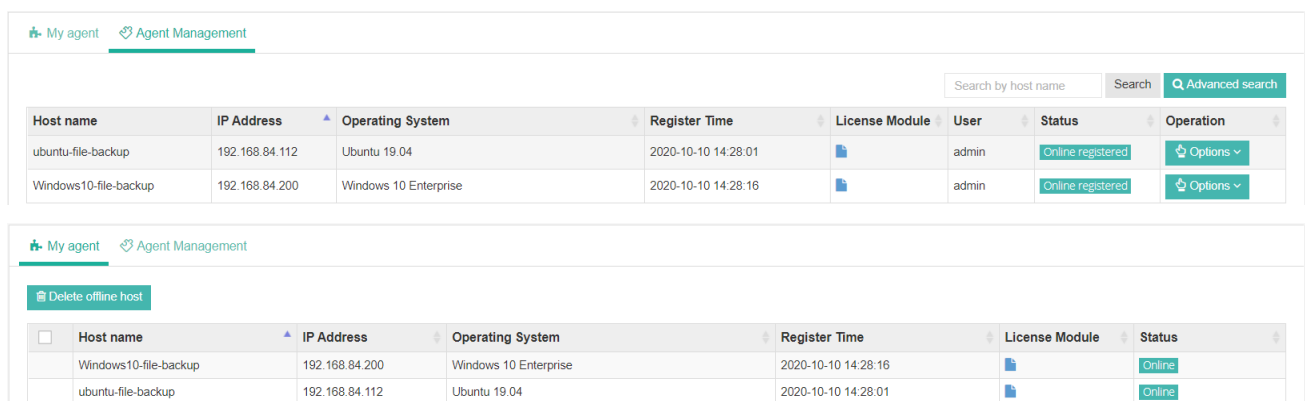 My agent Agent Management
Search by host name Search Advanced search
Host name IP Address Operating System Register Time License Module User Status Operation
ubuntu-file-backup 192.168.84.112 Ubuntu 19.04 2020-10-10 14:28:01 admin Online registered Options
Windows10-file-backup 192.168.84.200 Windows 10 Enterprise 2020-10-10 14:28:16 admin Online registered Options
My agent Agent Management
Delete offline host
Host name IP Address Operating System Register Time License Module Status
Windows10-file-backup 192.168.84.200 Windows 10 Enterprise 2020-10-10 14:28:16 Online
ubuntu-file-backup 192.168.84.112 Ubuntu 19.04 2020-10-10 14:28:01 Online